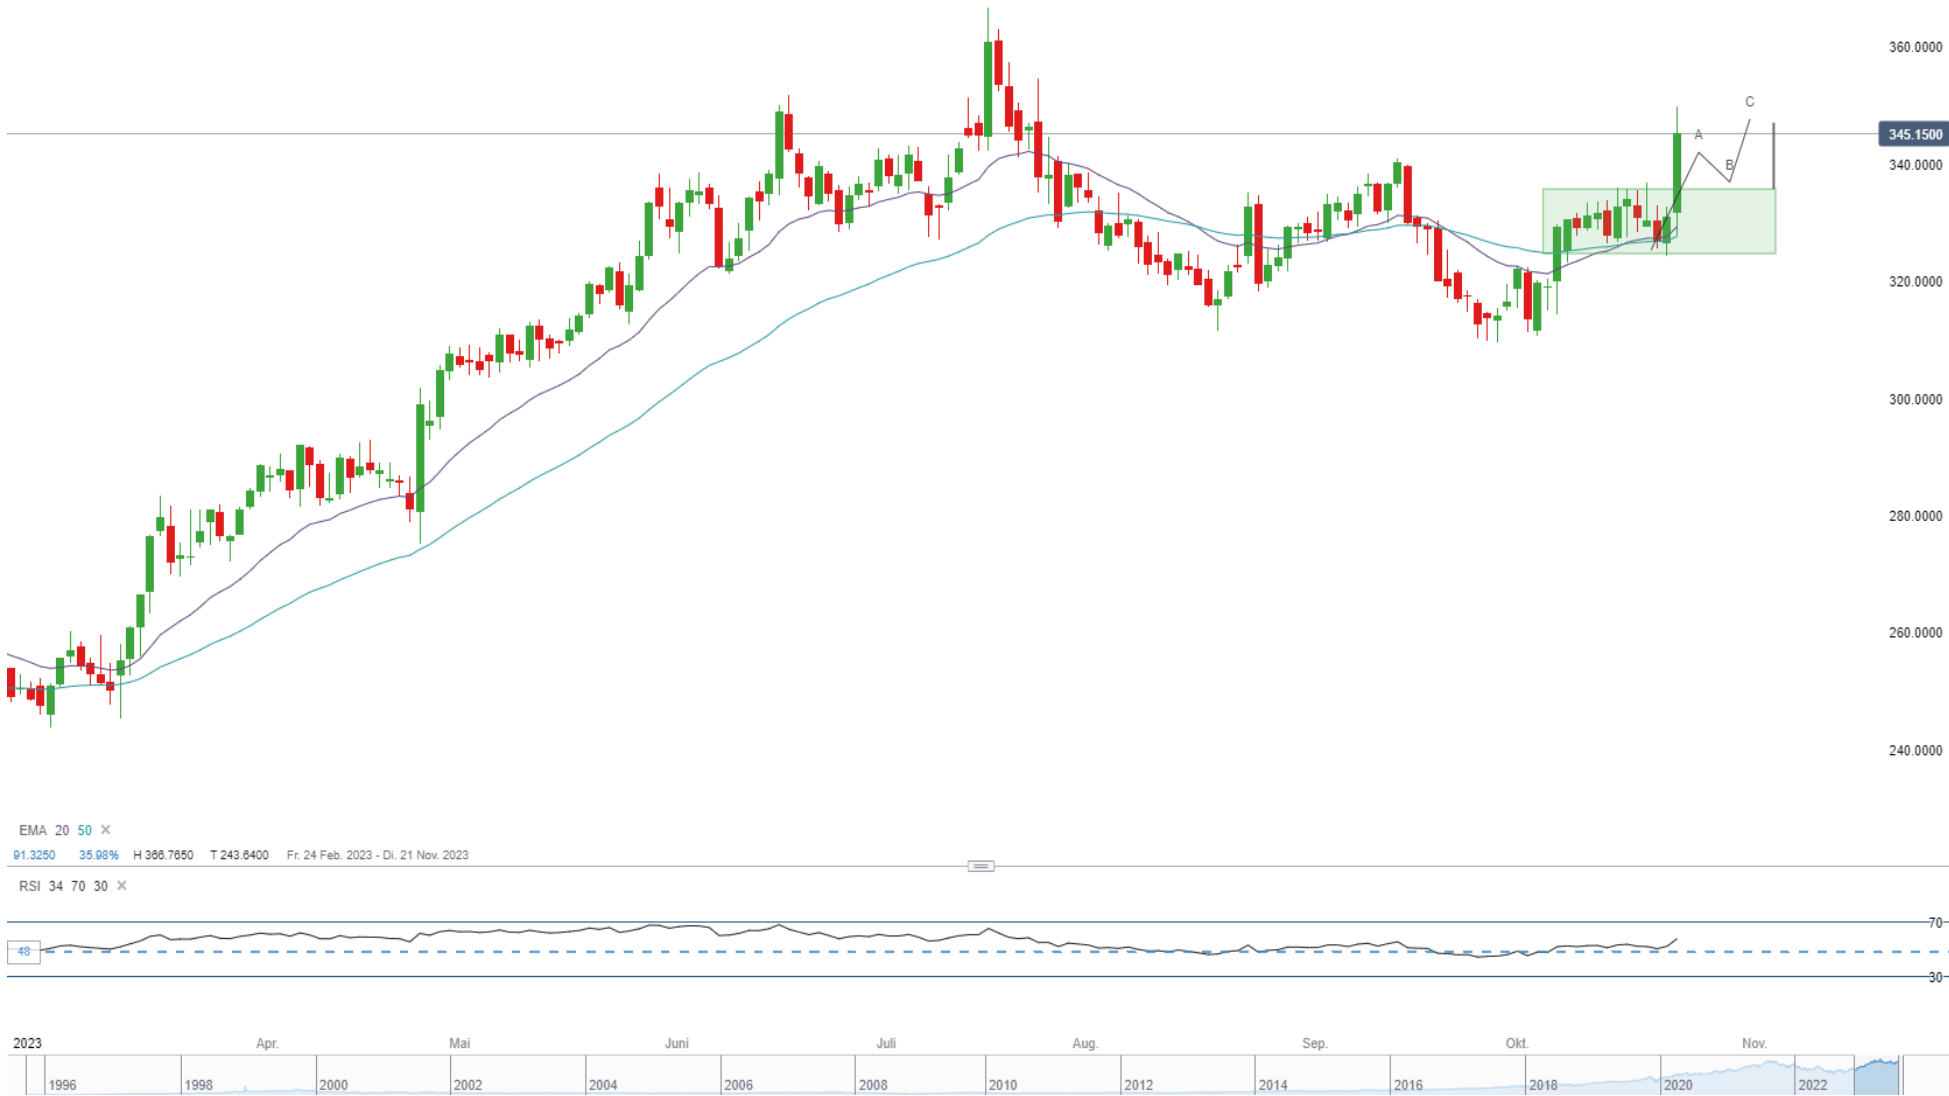 360.0000
C
A
345.1500
B
340.0000
320.0000
300.0000
280.0000
260.0000
240.0000
EMA 20 50 ×
91.3250 35.98% H 366.7650 T 243.6400 Fr. 24 Feb. 2023 - Di. 21 Nov. 2023
RSI 34 70 30 ×
70
48
30
2023 Apr. Mai Juni Juli Aug. Sep. Okt. Nov.
1996 1998 2000 2002 2004 2006 2008 2010 2012 2014 2016 2018 2020 2022